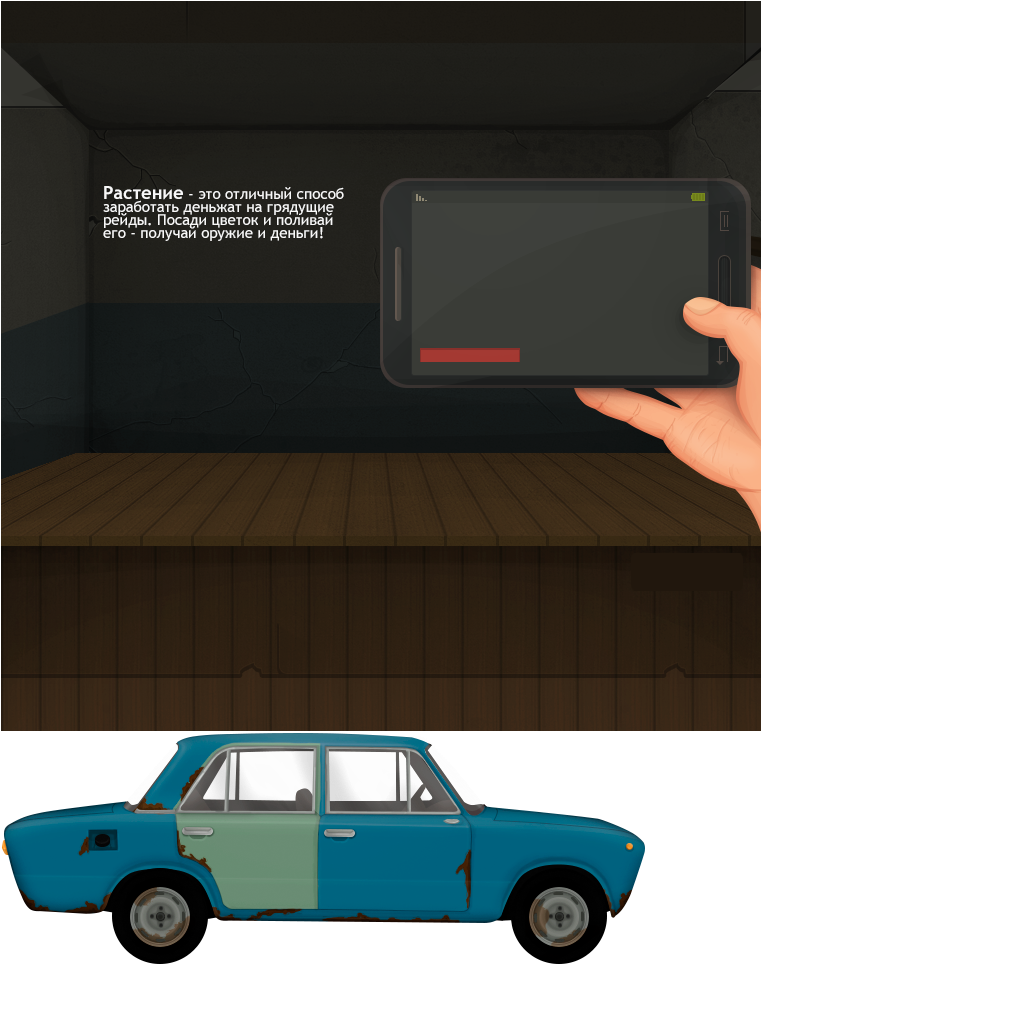 Растение - это отличный способ
заработать деньжат на грядущие
рейды. Посади цветок и поливай
его - получай оружие и деньги!